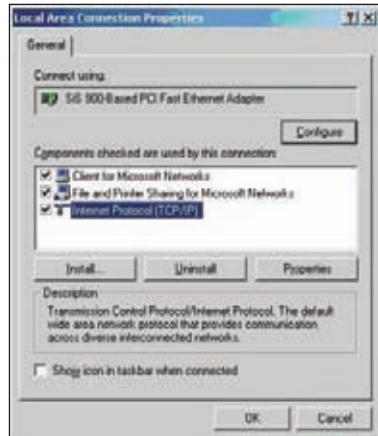 Local Area Connection Properties
General
Connect using:
SiS 900-Based PCI Fast Ethernet Adapter
Configure
Components checked are used by this connection:
Client for Microsoft Networks
File and Printer Sharing for Microsoft Networks
Internet Protocol (TCP/IP)
Install...
Uninstall
Properties
Description
Transmission Control Protocol/Internet Protocol. The default
wide area network protocol that provides communication
across diverse interconnected networks.
Show icon in taskbar when connected
OK
Cancel